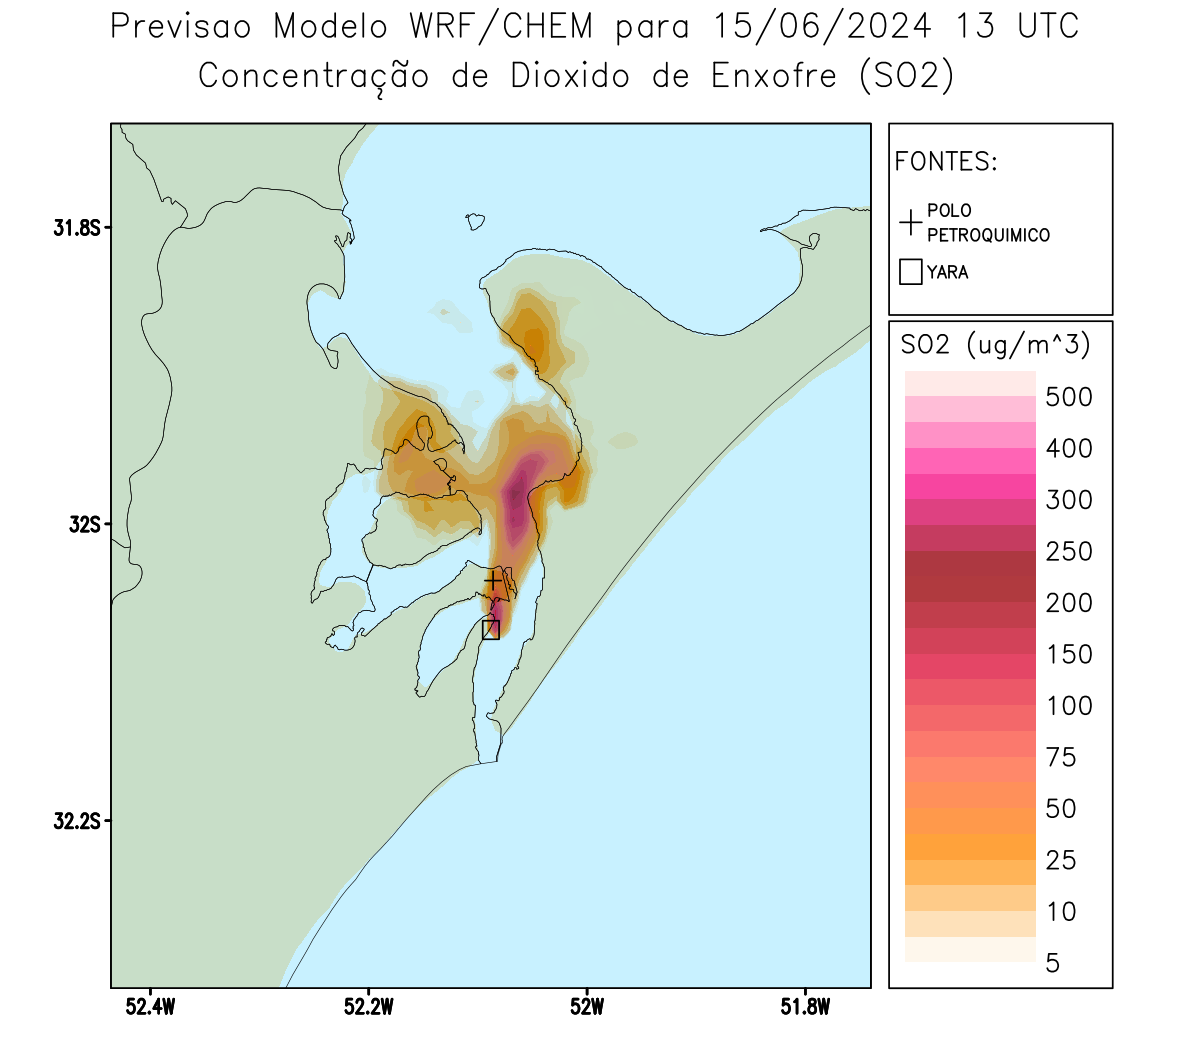 Previsao Modelo WRF/CHEM para 15/06/2024 13 UTC
Concentração de Dioxido de Enxofre (SO2)
FONTES:
POLO
PETROQUIMICO
YARA
31.8S
32S
32.2S
52.4W
52.2W
52W
51.8W
SO2 (ug/m^3)
500
400
300
250
200
150
100
75
50
25
10
5